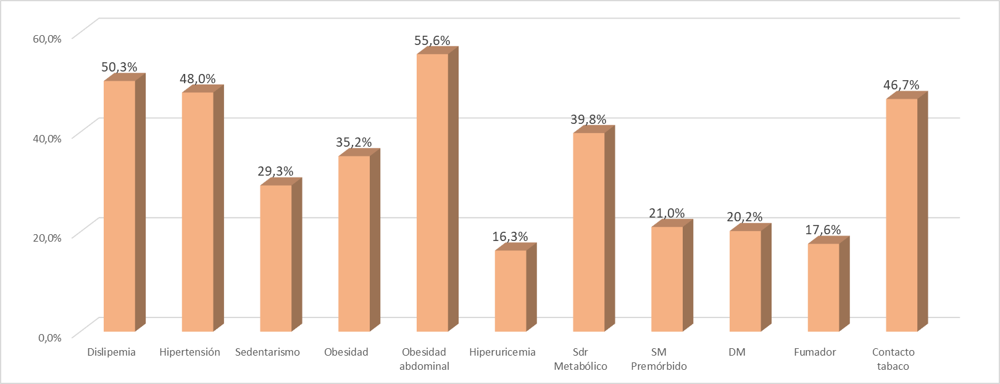 60,0%
40,0%
20,0%
0,0%
50,3%
48,0%
29,3%
35,2%
55,6%
16,3%
39,8%
21,0%
20,2%
17,6%
46,7%
Dislipemia
Hipertensión
Sedentarismo
Obesidad
Obesidad
abdominal
Hiperuricemia
Sdr
Metabólico
SM
Premórbido
DM
Fumador
Contacto
tabaco